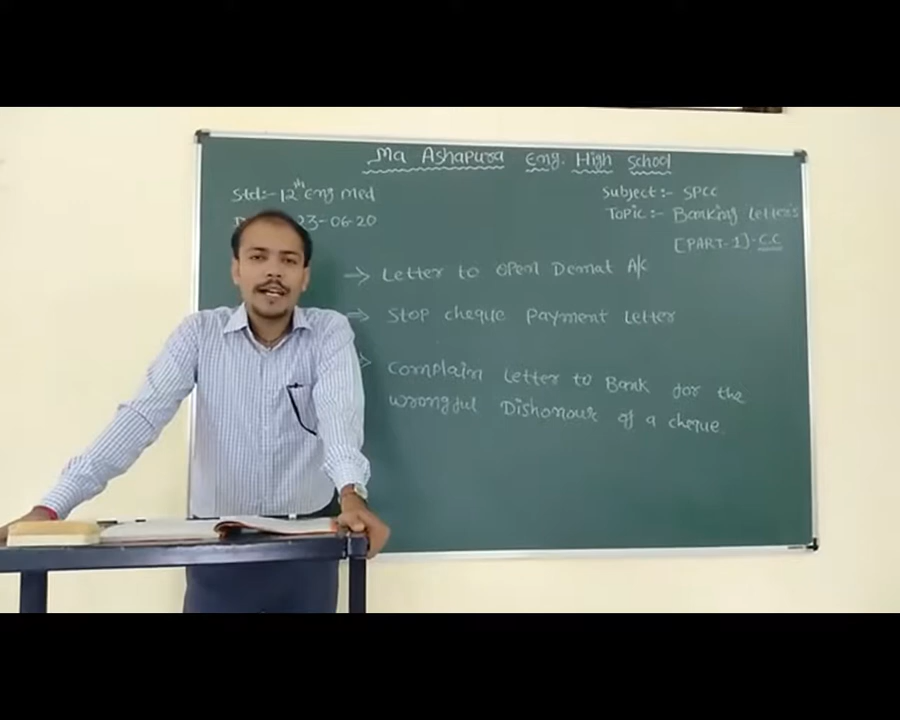 Ma Ashapura Eng. High School
Std:- 12th Eng Med
Subject:- SPCC
23-06-20
Topic:- Banking Letter's
[PART-1]-CC
→ Letter to open Demat A/c
→ Stop cheque Payment Letter
Complain Letter to Bank for the
wrongful Dishonour of a cheque.